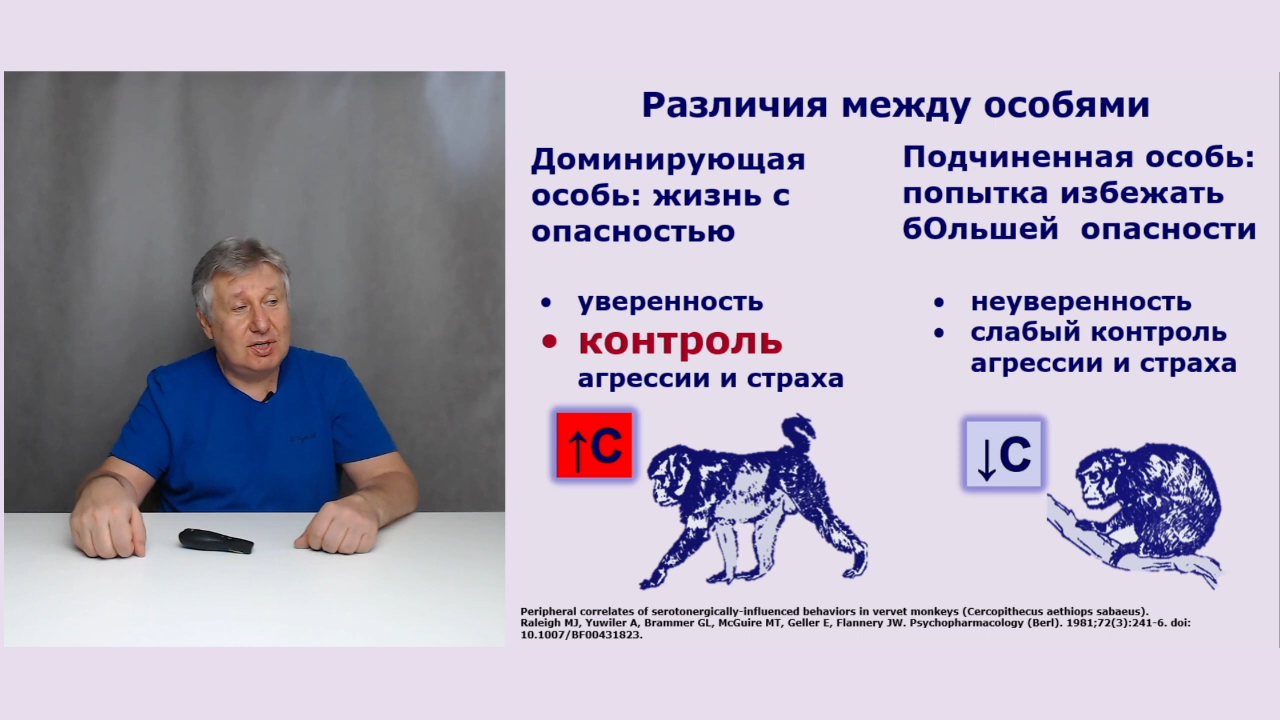 Различия между особями
Доминирующая
особь: жизнь с
опасностью
• уверенность
• контроль
агрессии и страха
↑С
Подчиненная особь:
попытка избежать
бОльшей опасности
• неуверенность
• слабый контроль
агрессии и страха
↓С
Peripheral correlates of serotonergically-influenced behaviors in vervet monkeys (Cercopithecus aethiops sabaeus).
Raleigh MJ, Yuwiler A, Brammer GL, McGuire MT, Geller E, Flannery JW. Psychopharmacology (Berl). 1981;72(3):241-6. doi:
10.1007/BF00431823.